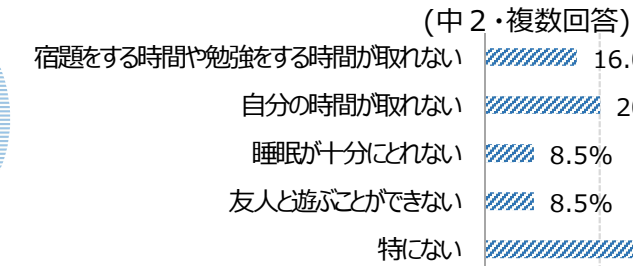 (中２・複数回答)
宿題をする時間や勉強をする時間が取れない 16.
自分の時間が取れない 2
睡眠が十分にとれない 8.5%
友人と遊ぶことができない 8.5%
特にない